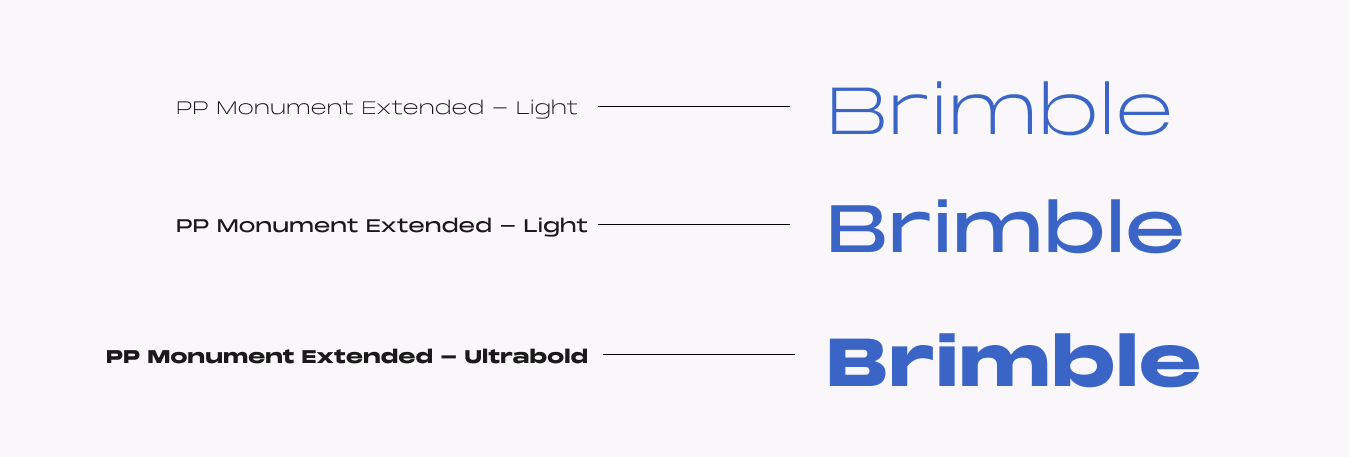 PP Monument Extended – Light Brimble
PP Monument Extended – Light Brimble
PP Monument Extended – Ultrabold Brimble